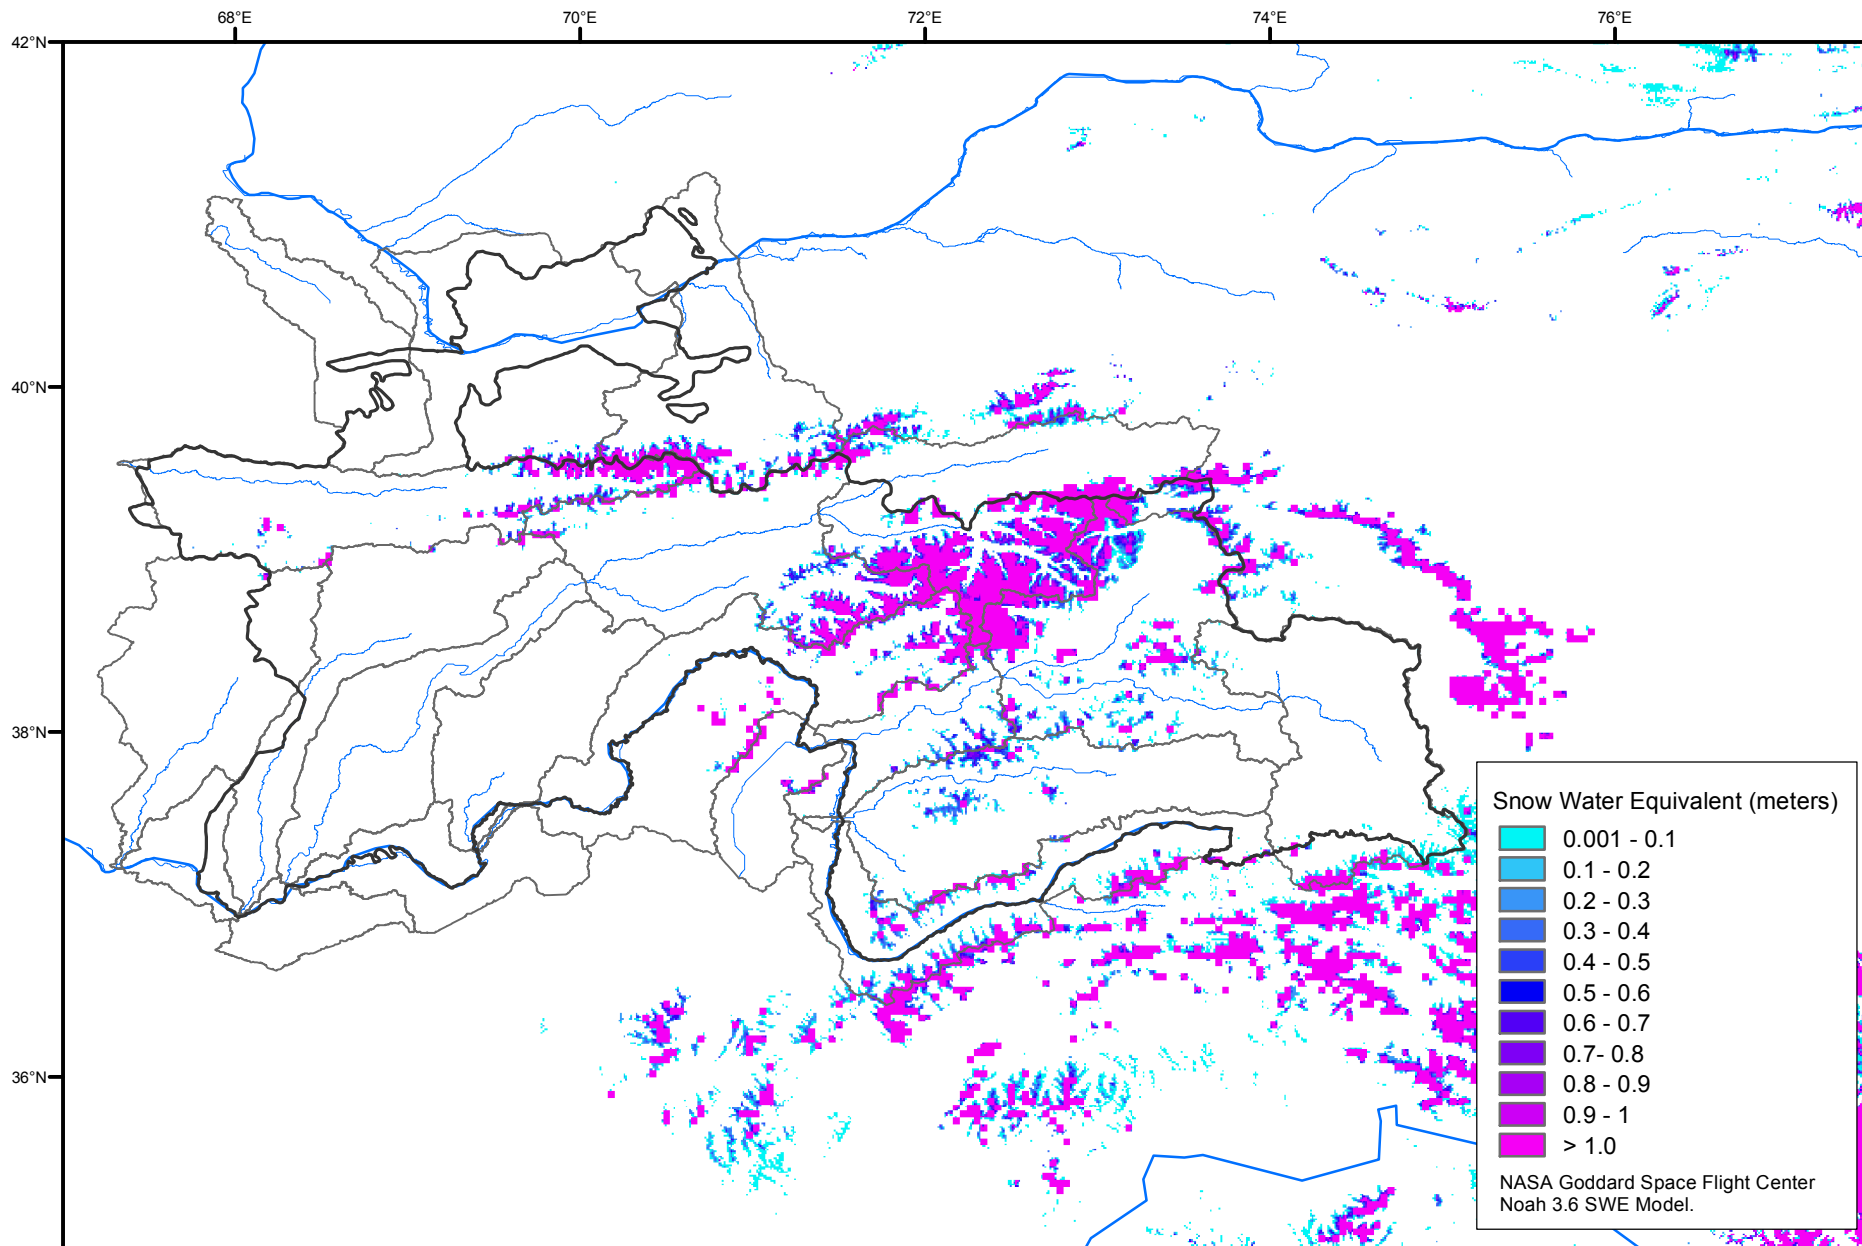 68°E
70°E
72°E
74°E
76°E
42°N
40°N
38°N
36°N
Snow Water Equivalent (meters)
0.001 - 0.1
0.1 - 0.2
0.2 - 0.3
0.3 - 0.4
0.4 - 0.5
0.5 - 0.6
0.6 - 0.7
0.7- 0.8
0.8 - 0.9
0.9 - 1
> 1.0
NASA Goddard Space Flight Center
Noah 3.6 SWE Model.